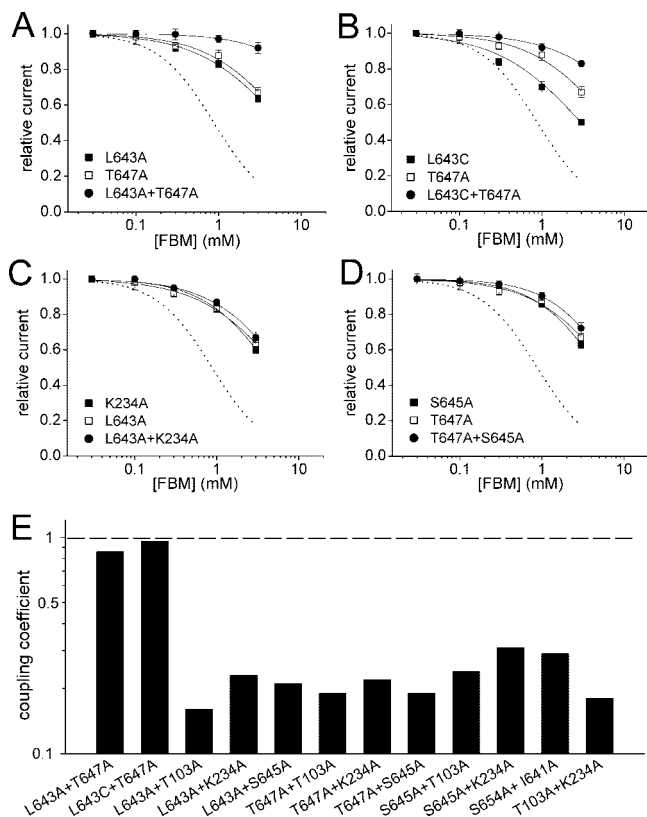 A
1.0
0.8
0.6
0.4
0.2
0.0
relative current
L643A
T647A
L643A+T647A
0.1
1
10
[FBM] (mM)
B
1.0
0.8
0.6
0.4
0.2
0.0
relative current
L643C
T647A
L643C+T647A
0.1
1
10
[FBM] (mM)
C
1.0
0.8
0.6
0.4
0.2
0.0
relative current
K234A
L643A
L643A+K234A
0.1
1
10
[FBM] (mM)
D
1.0
0.8
0.6
0.4
0.2
0.0
relative current
S645A
T647A
T647A+S645A
0.1
1
10
[FBM] (mM)
E
1
0.5
0.1
coupling coefficient
L643A+T647A
L643C+T647A
L643A+T103A
L643A+K234A
L643A+S645A
T647A+T103A
T647A+K234A
T647A+S645A
S645A+T103A
S645A+K234A
S654A+ I641A
T103A+K234A